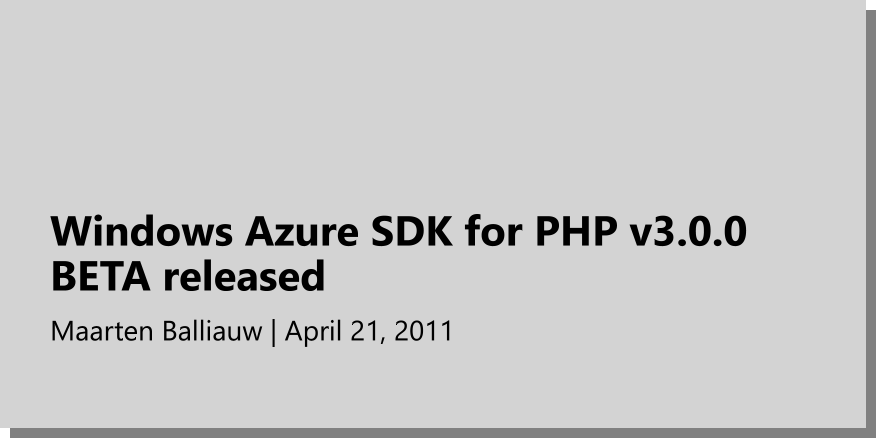 Windows Azure SDK for PHP v3.0.0
BETA released
Maarten Balliauw | April 21, 2011